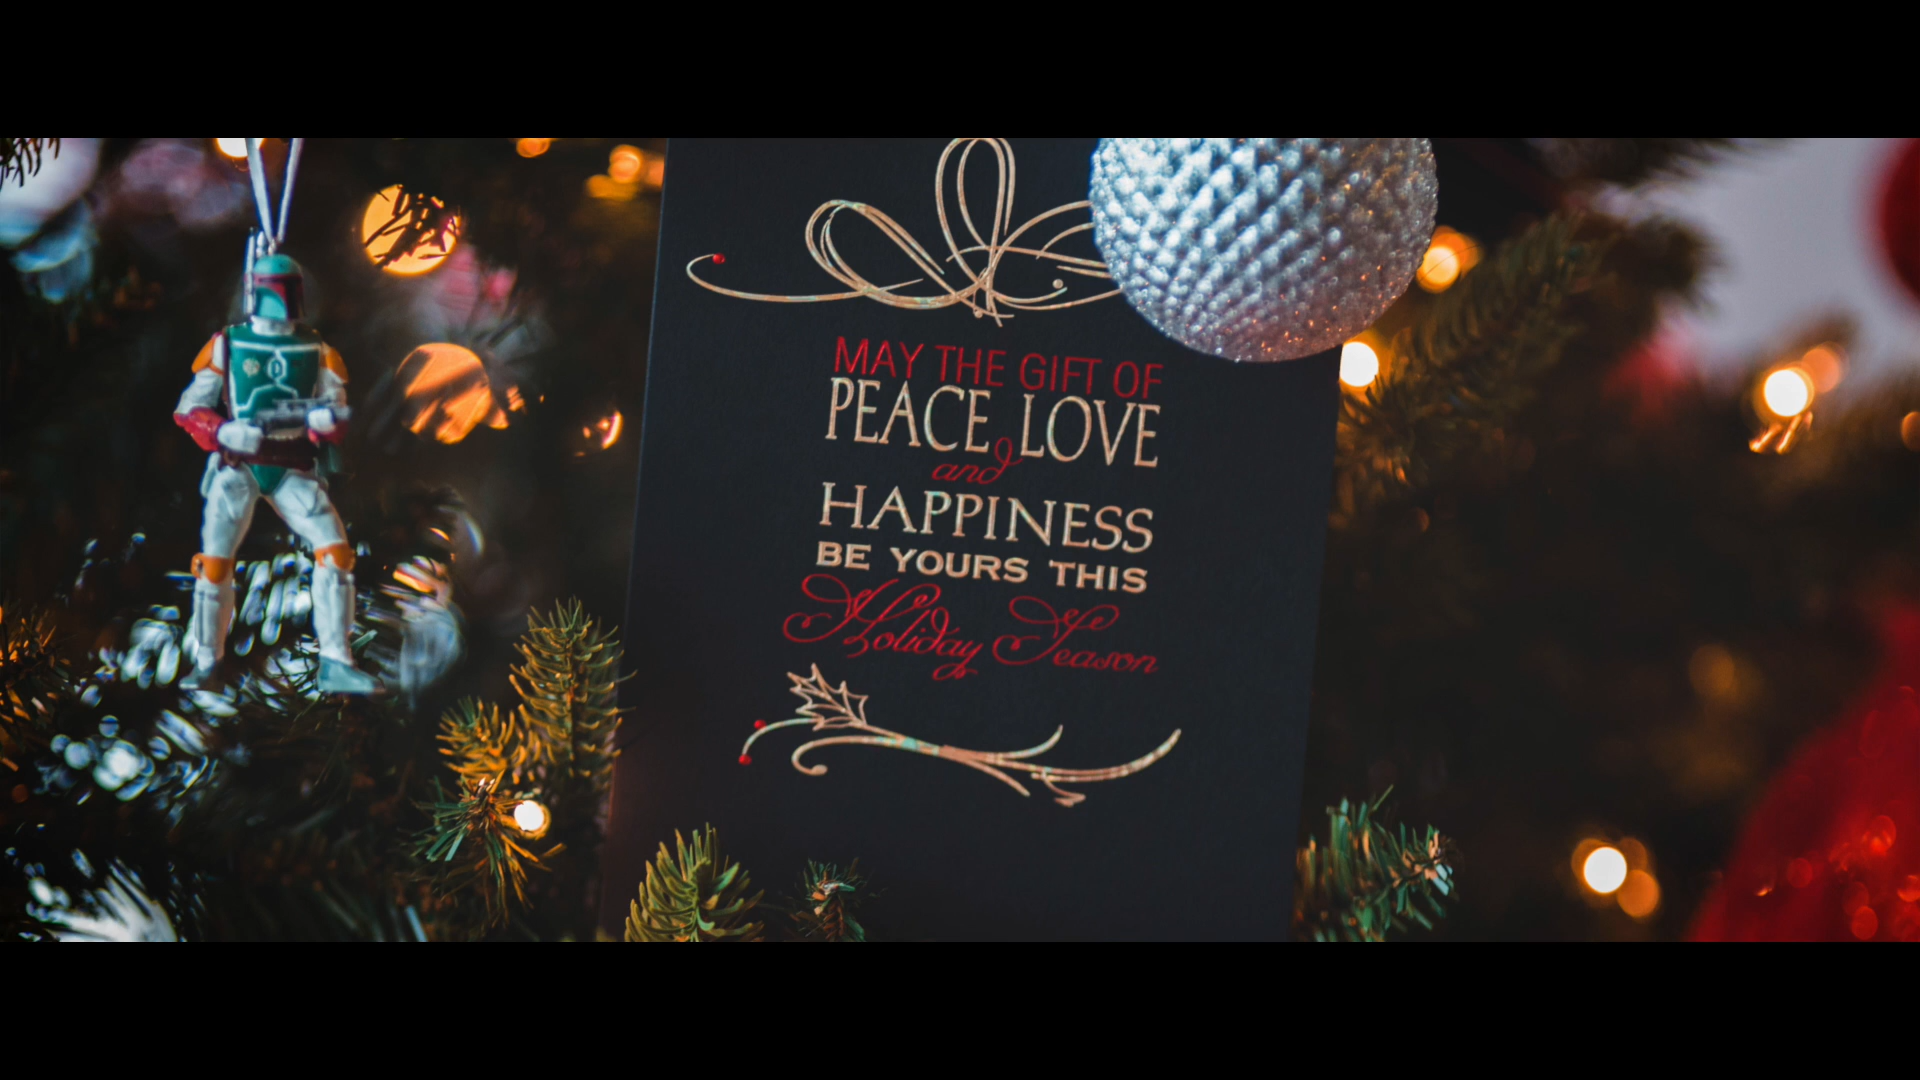 MAY THE GIFT OF
PEACE LOVE
and
HAPPINESS
BE YOURS THIS
Holiday Season